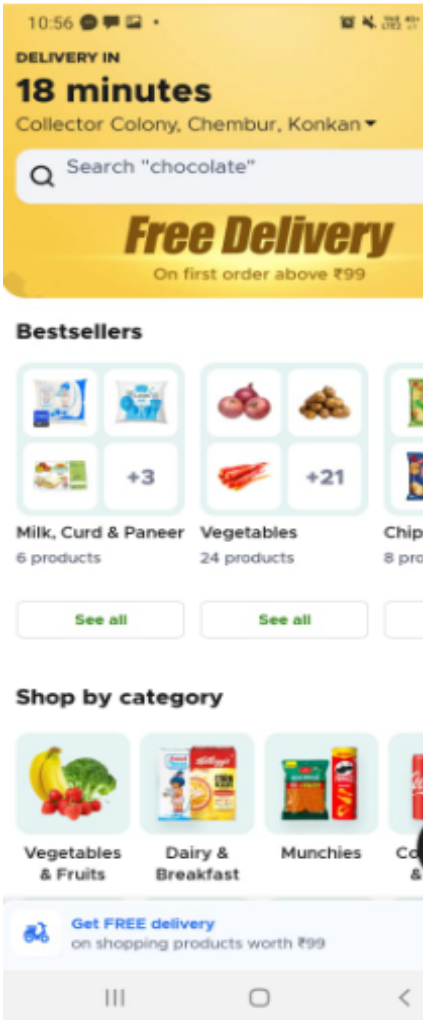 10:56
DELIVERY IN
18 minutes
Collector Colony, Chembur, Konkan
Search "chocolate"
Free Delivery
On first order above ₹99
Bestsellers
+3
+21
Milk, Curd & Paneer Vegetables Chip
6 products 24 products 8 pro
See all See all
Shop by category
Vegetables & Fruits
Dairy & Breakfast
Munchies
Co
&
Get FREE delivery
on shopping products worth ₹99